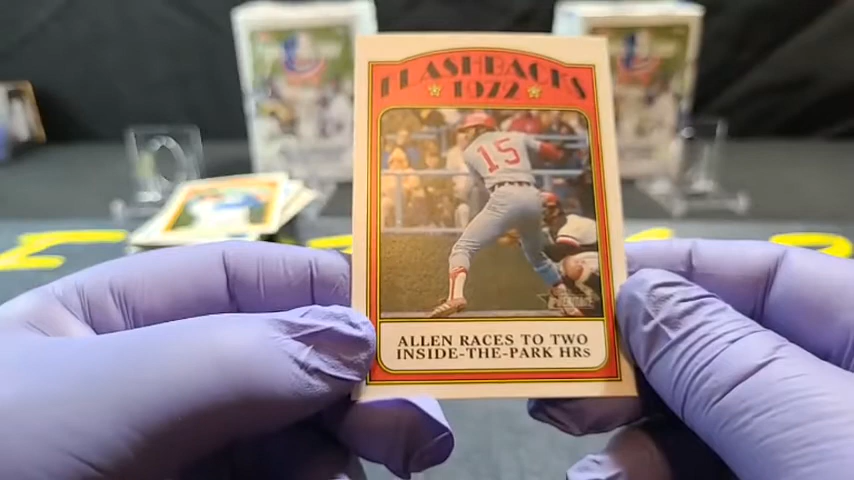 FLASHBACKS
1972
15
ALLEN RACES TO TWO
INSIDE-THE-PARK HRS